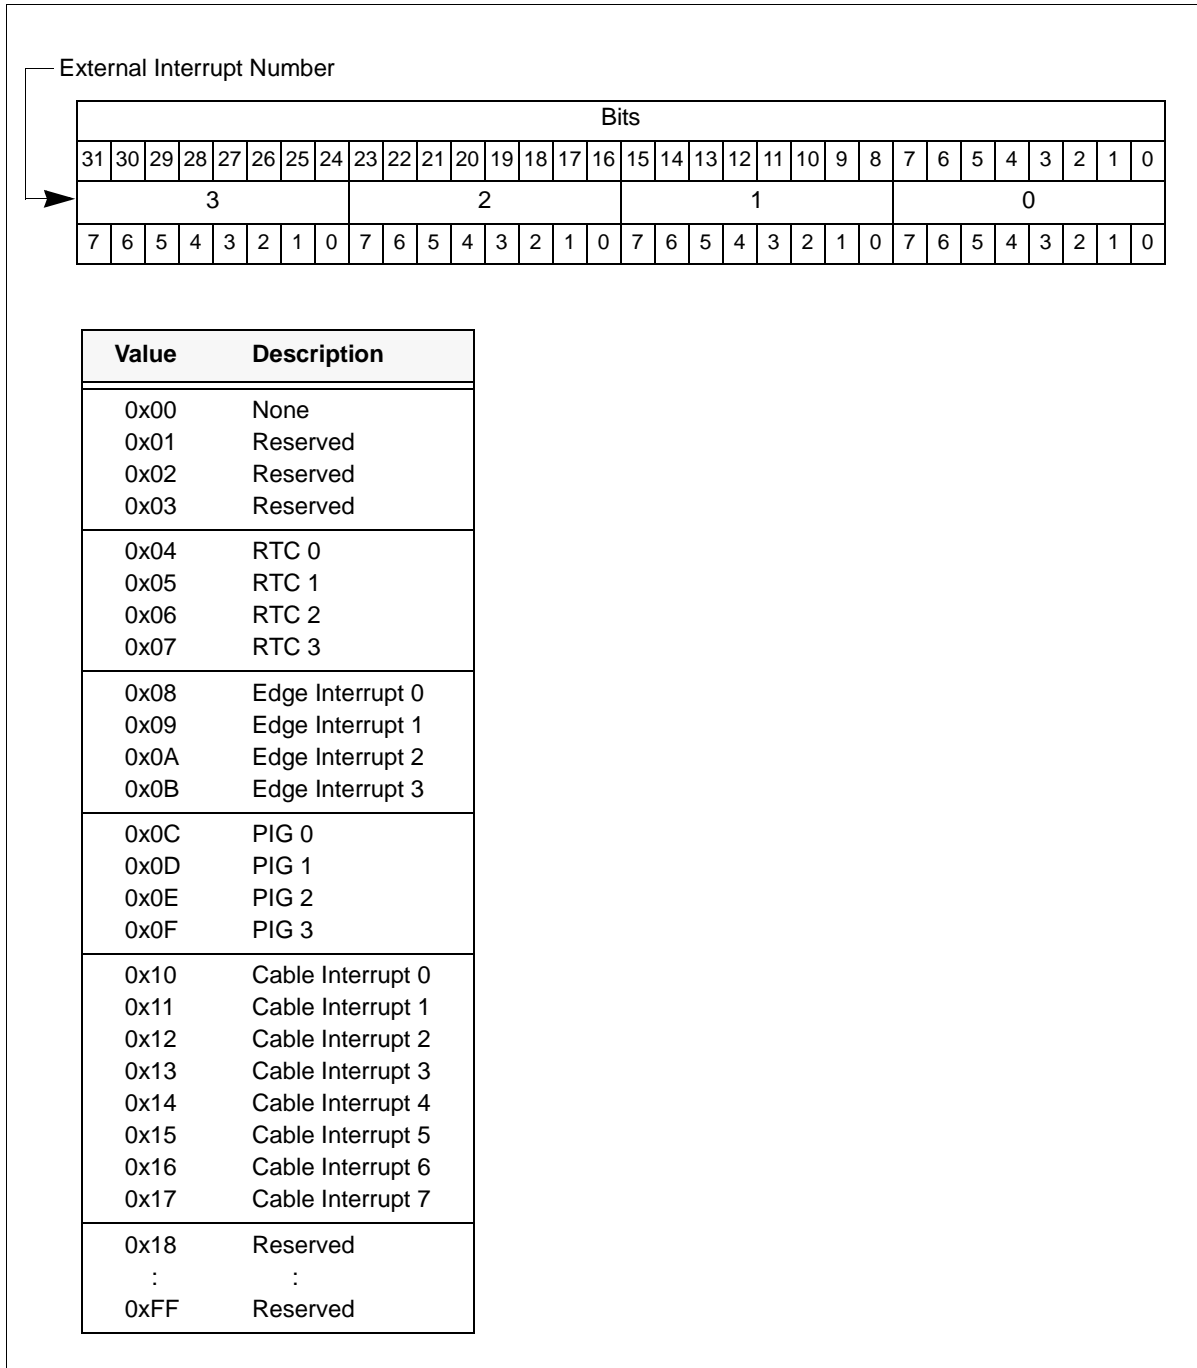 External Interrupt Number
Bits
31 30 29 28 27 26 25 24 23 22 21 20 19 18 17 16 15 14 13 12 11 10 9 8 7 6 5 4 3 2 1 0
3 2 1 0
7 6 5 4 3 2 1 0 7 6 5 4 3 2 1 0 7 6 5 4 3 2 1 0 7 6 5 4 3 2 1 0
Value Description
0x00 None
0x01 Reserved
0x02 Reserved
0x03 Reserved
0x04 RTC 0
0x05 RTC 1
0x06 RTC 2
0x07 RTC 3
0x08 Edge Interrupt 0
0x09 Edge Interrupt 1
0x0A Edge Interrupt 2
0x0B Edge Interrupt 3
0x0C PIG 0
0x0D PIG 1
0x0E PIG 2
0x0F PIG 3
0x10 Cable Interrupt 0
0x11 Cable Interrupt 1
0x12 Cable Interrupt 2
0x13 Cable Interrupt 3
0x14 Cable Interrupt 4
0x15 Cable Interrupt 5
0x16 Cable Interrupt 6
0x17 Cable Interrupt 7
0x18 Reserved
: :
0xFF Reserved